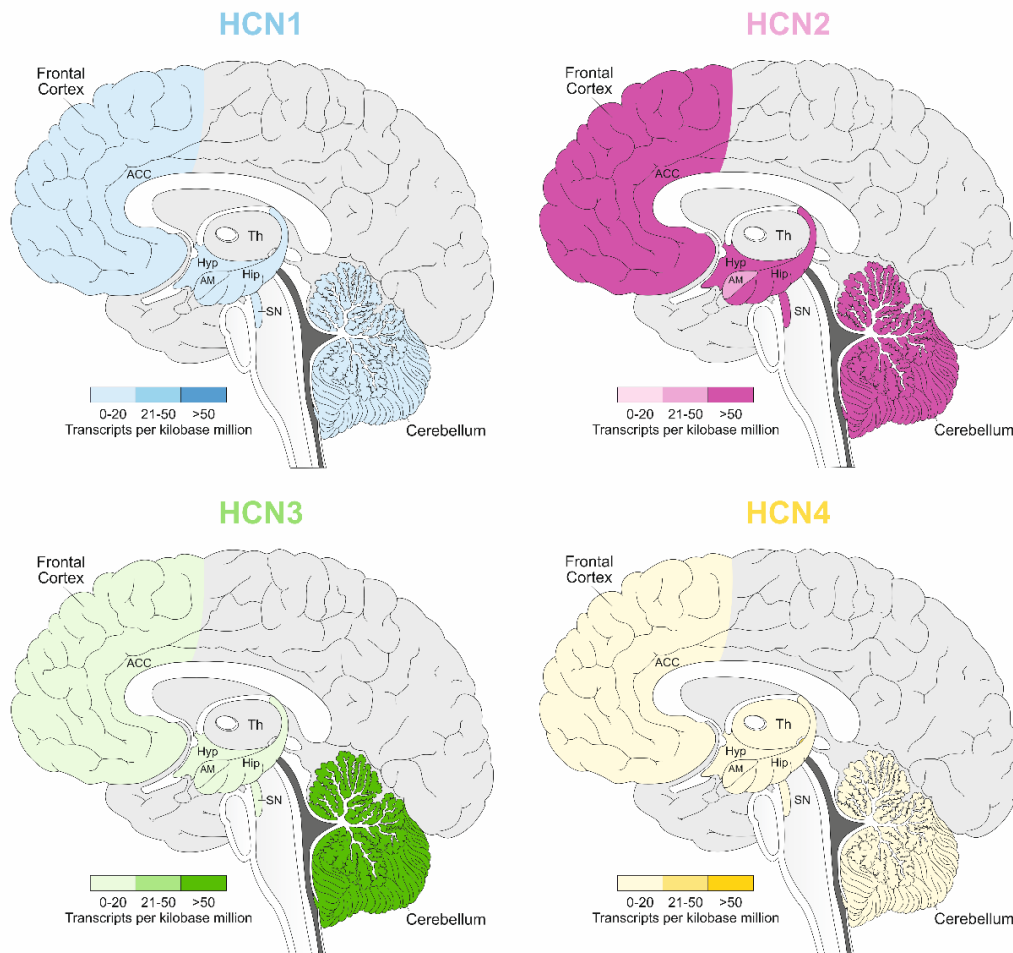 HCN1
Frontal
Cortex
ACC
Th
Hyp
AM
Hip
SN
0-20 21-50 >50
Transcripts per kilobase million
Cerebellum
HCN2
Frontal
Cortex
ACC
Th
Hyp
AM
Hip
SN
0-20 21-50 >50
Transcripts per kilobase million
Cerebellum
HCN3
Frontal
Cortex
ACC
Th
Hyp
AM
Hip
SN
0-20 21-50 >50
Transcripts per kilobase million
Cerebellum
HCN4
Frontal
Cortex
ACC
Th
Hyp
AM
Hip
SN
0-20 21-50 >50
Transcripts per kilobase million
Cerebellum